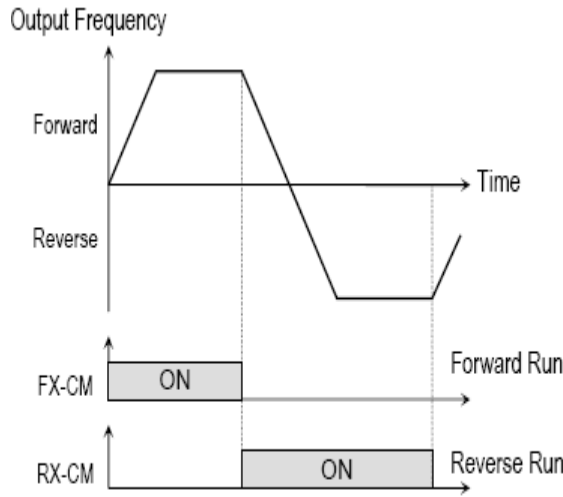 Output Frequency
Forward
Time
Reverse
Forward Run
FX-CM
ON
RX-CM
ON
Reverse Run